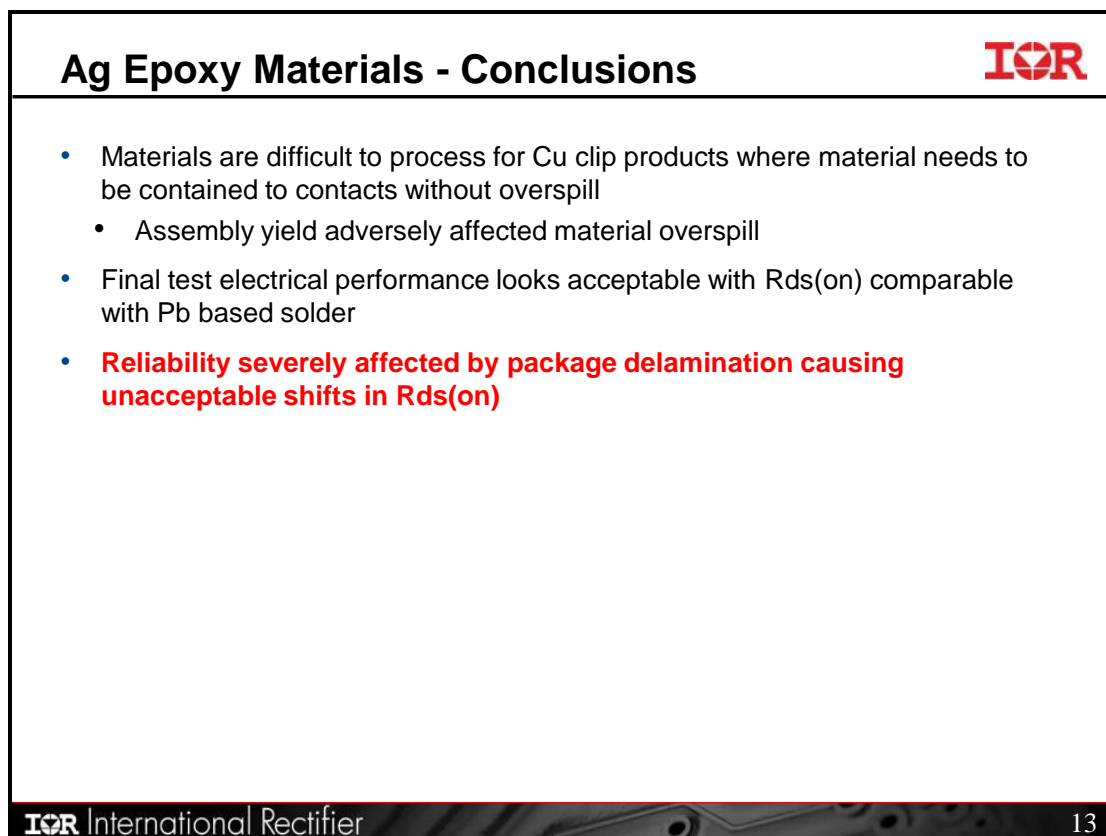 Ag Epoxy Materials - Conclusions
IOR
• Materials are difficult to process for Cu clip products where material needs to
be contained to contacts without overspill
• Assembly yield adversely affected material overspill
• Final test electrical performance looks acceptable with Rds(on) comparable
with Pb based solder
• Reliability severely affected by package delamination causing
unacceptable shifts in Rds(on)
IOR International Rectifier
13